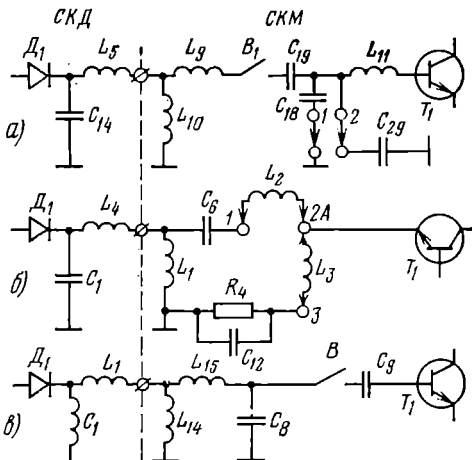 СКД СКМ
Д₁ L₅ L₉ В₁ C₁₉ L₁₁
C₁₄ L₁₀ C₁₈ 1 2 C₂₉ T₁
а)
L₂
Д₁ L₄ C₆ 1 2А
C₁ L₁ R₄ L₃ T₁
б)
C₁₂ 3
Д₁ L₁ L₁₅ В C₉
C₁ L₁₄ C₈ T₁
в)